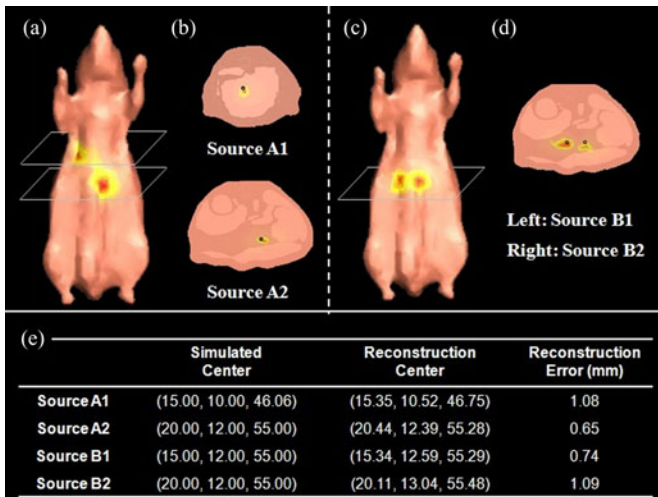 (a)
(b)
(c)
(d)
Source A1
Source A2
Left: Source B1
Right: Source B2
(e)
Simulated Center Reconstruction Center Reconstruction Error (mm)
Source A1 (15.00, 10.00, 46.06) (15.35, 10.52, 46.75) 1.08
Source A2 (20.00, 12.00, 55.00) (20.44, 12.39, 55.28) 0.65
Source B1 (15.00, 12.00, 55.00) (15.34, 12.59, 55.29) 0.74
Source B2 (20.00, 12.00, 55.00) (20.11, 13.04, 55.48) 1.09